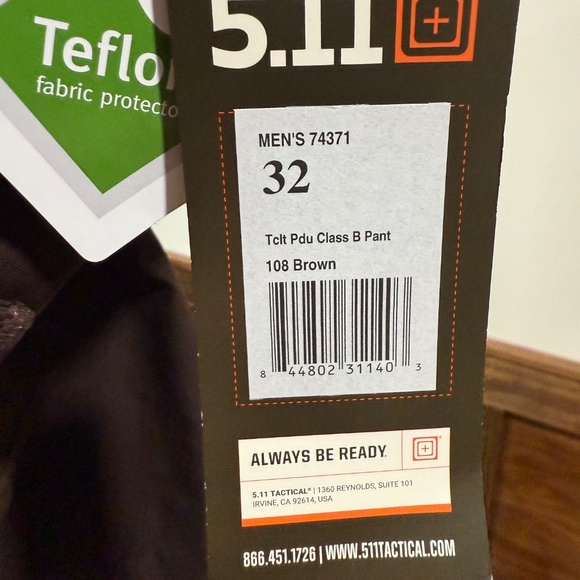 Teflo
fabric protecto
5.11
MEN'S 74371
32
Tclt Pdu Class B Pant
108 Brown
8 44802 31140 3
ALWAYS BE READY.
5.11 TACTICAL® | 1360 REYNOLDS, SUITE 101
IRVINE, CA 92614, USA
866.451.1726 | WWW.511TACTICAL.COM